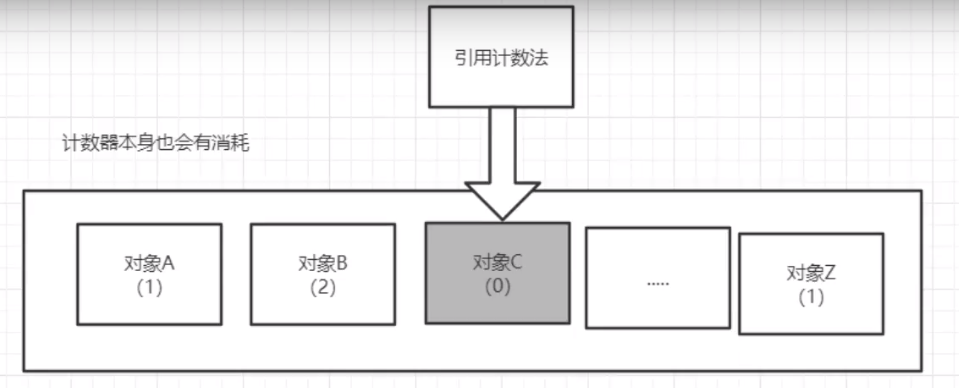 引用计数法
计数器本身也会有消耗
对象A
(1)
对象B
(2)
对象C
(0)
.....
对象Z
(1)